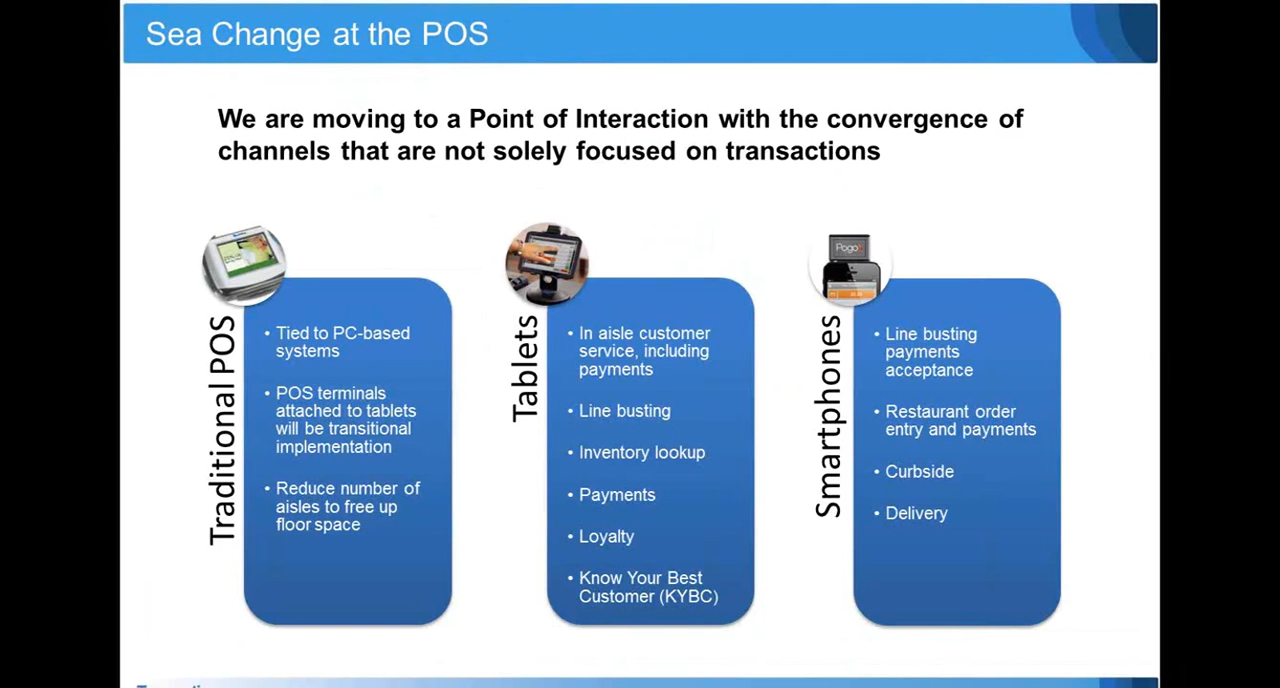 Sea Change at the POS
We are moving to a Point of Interaction with the convergence of
channels that are not solely focused on transactions
Traditional POS
• Tied to PC-based
systems
• POS terminals
attached to tablets
will be transitional
implementation
• Reduce number of
aisles to free up
floor space
Tablets
• In aisle customer
service, including
payments
• Line busting
• Inventory lookup
• Payments
• Loyalty
• Know Your Best
Customer (KYBC)
Pogo
Smartphones
• Line busting
payments
acceptance
• Restaurant order
entry and payments
• Curbside
• Delivery